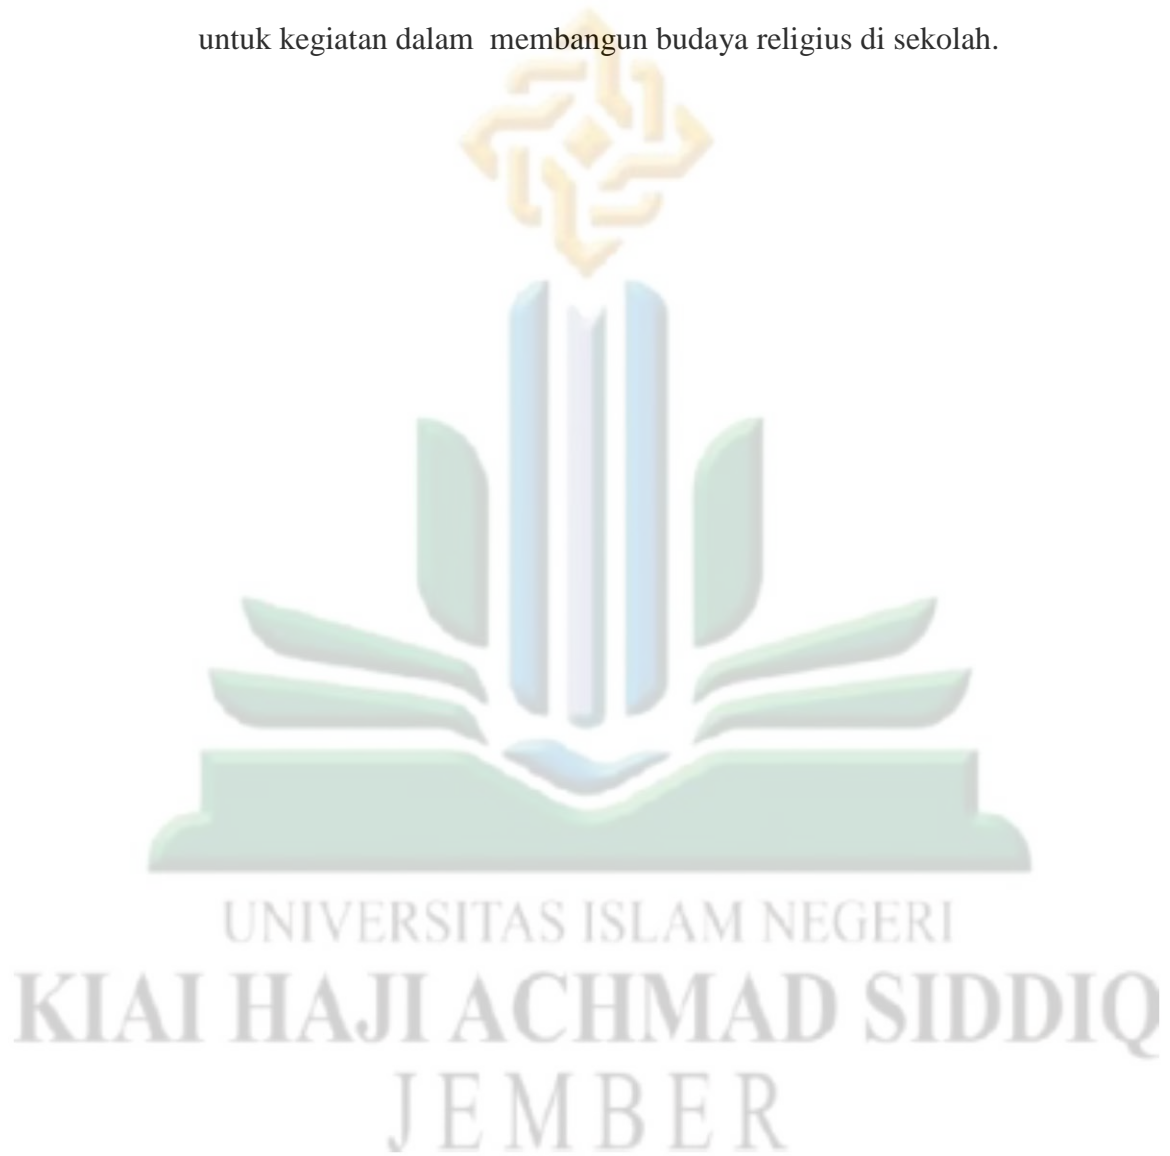 untuk kegiatan dalam  membangun budaya religius di sekolah.
UNIVERSITAS ISLAM NEGERI
KIAI HAJI ACHMAD SIDDIQ
JEMBER